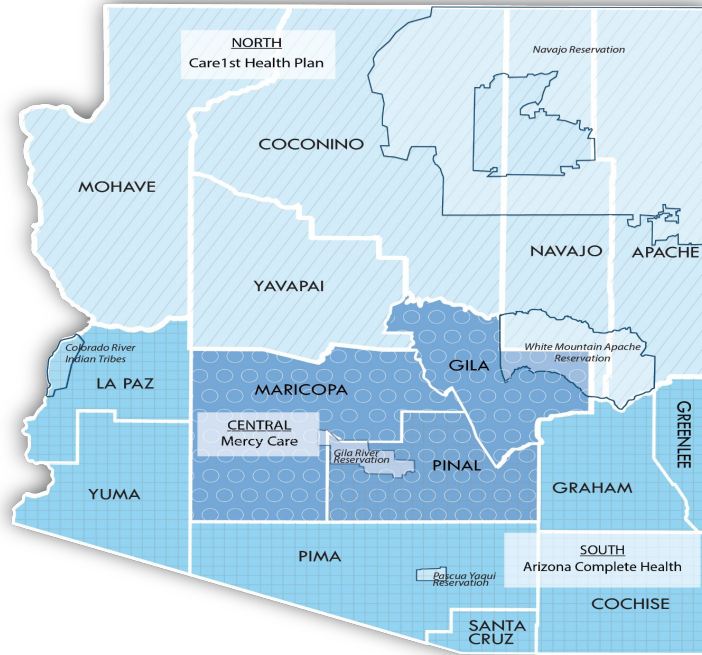 NORTH
Care1st Health Plan
Navajo Reservation
COCONINO
MOHAVE
NAVAJO
APACHE
YAVAPAI
Colorado River
Indian Tribes
White Mountain Apache
Reservation
GILA
LA PAZ
MARICOPA
GREENLEE
CENTRAL
Mercy Care
Gila River
Reservation
PINAL
YUMA
GRAHAM
PIMA
SOUTH
Arizona Complete Health
Pascua Yaqui
Reservation
COCHISE
SANTA
CRUZ